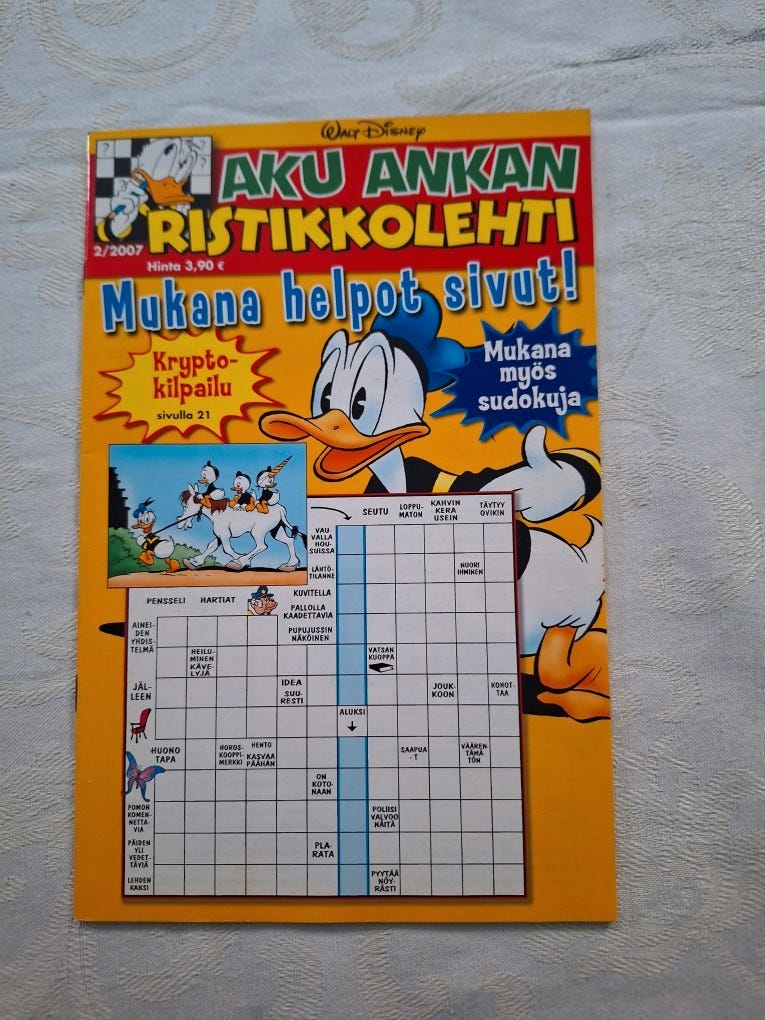 WALT DISNEY
AKU ANKAN
RISTIKKOLEHTI
2/2007
Hinta 3,90 €
Mukana helpot sivut!
Krypto-
kilpailu
sivulla 21
Mukana
myös
sudokuja
SEUTU
LOPPU-
MATON
KAHVIN
KERA
USEIN
TÄYTYY
OVIKIN
VAU-
VALLA
HOU-
SUISSA
LÄHTÖ-
TILANNE
NUORI
IHMINEN
KUVITELLA
PENSSELI
HARTIAT
PALLOLLA
KAADETTAVIA
AINEI-
DEN
YHDIS-
TELMÄ
PUPUJUSSIN
NÄKÖINEN
HEILU-
MINEN
KÄVE-
LYJÄ
VATSAN
KUOPPA
JÄL-
LEEN
IDEA
SUU-
RESTI
JOUK-
KOON
KOHOT-
TAA
ALUKSI
HUONO
TAPA
HOROS-
KOOPPI-
MERKKI
HENTO
KASVAA
PÄÄHÄN
SAAPUA
-T
VÄÄREN-
TÄMÄ-
TÖN
ON
KOTO-
NAAN
POMON
KOMEN-
NETTA-
VIA
POLIISI
VALVOO
NÄITÄ
PÄIDEN
YLI
VEDET-
TÄVIÄ
PLA-
RATA
LEHDEN
KANSI
PYYTÄÄ
NÖY-
RÄSTI